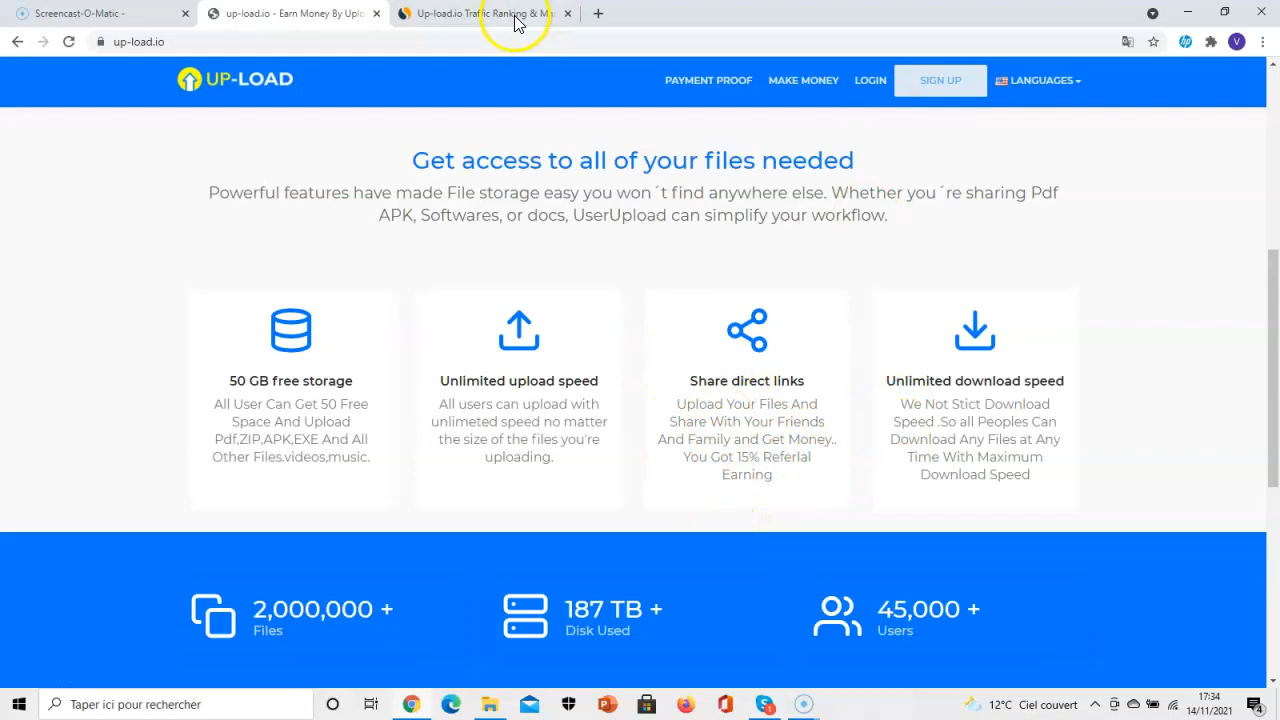 Screencast-O-Matic
up-load.io - Earn Money By Uplo
Up-load.io Traffic Ranking & Ma
up-load.io
V
UP-LOAD
PAYMENT PROOF
MAKE MONEY
LOGIN
SIGN UP
LANGUAGES
Get access to all of your files needed
Powerful features have made File storage easy you won´t find anywhere else. Whether you´re sharing Pdf
APK, Softwares, or docs, UserUpload can simplify your workflow.
50 GB free storage
All User Can Get 50 Free
Space And Upload
Pdf,ZIP,APK,EXE And All
Other Files.videos,music.
Unlimited upload speed
All users can upload with
unlimeted speed no matter
the size of the files you're
uploading.
Share direct links
Upload Your Files And
Share With Your Friends
And Family and Get Money..
You Got 15% Referlal
Earning
Unlimited download speed
We Not Stict Download
Speed .So all Peoples Can
Download Any Files at Any
Time With Maximum
Download Speed
2,000,000 +
Files
187 TB +
Disk Used
45,000 +
Users
Taper ici pour rechercher
12°C Ciel couvert
17:34
14/11/2021
4